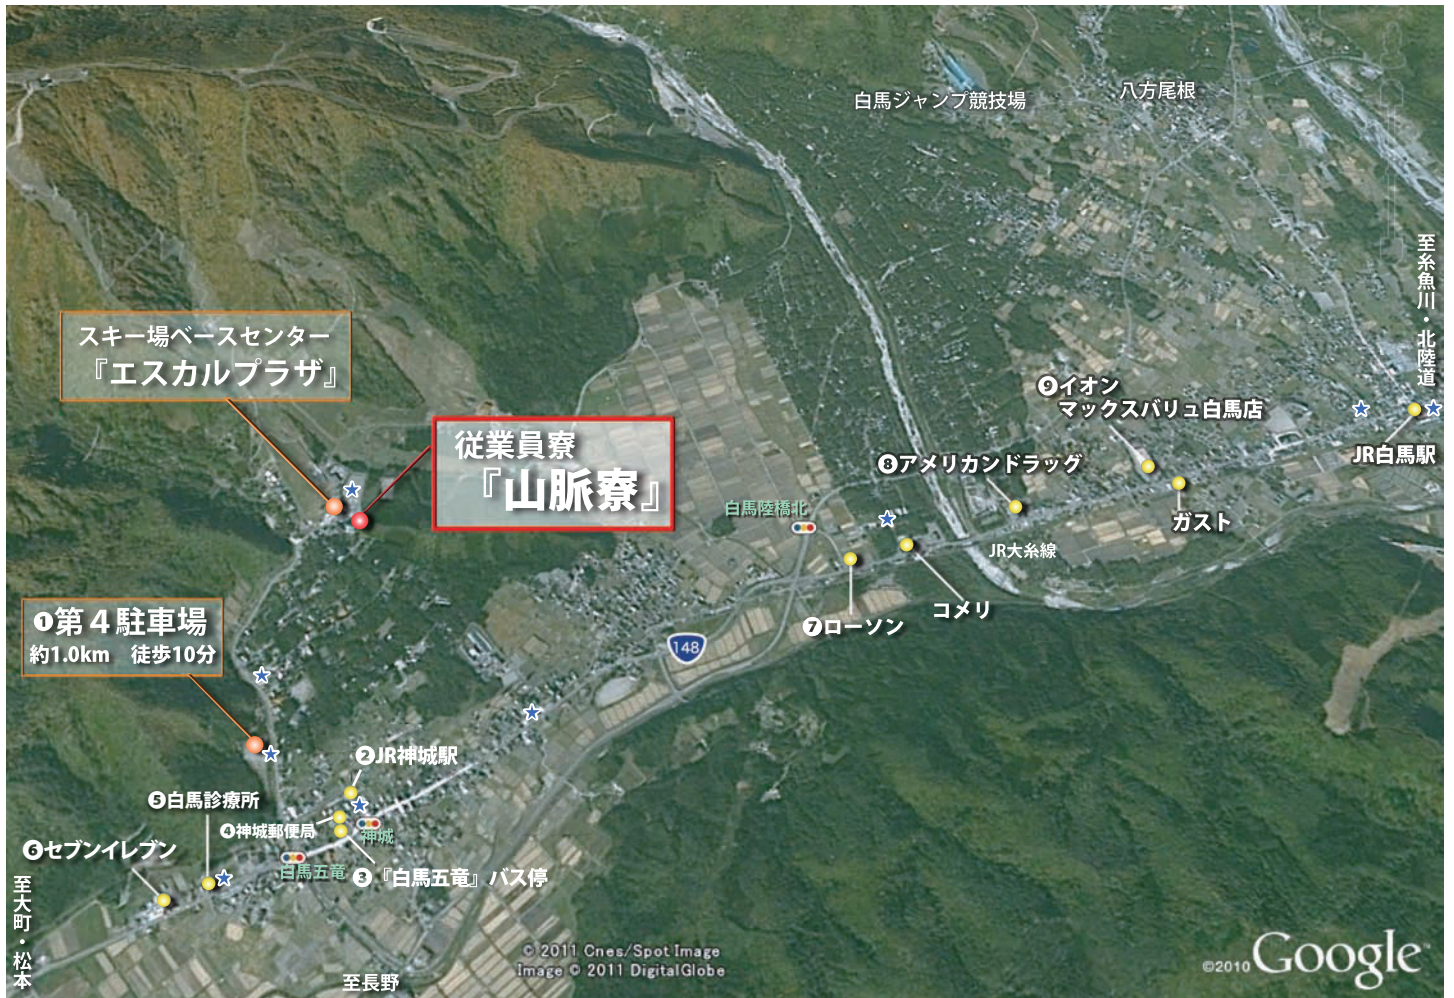 白馬ジャンプ競技場
八方尾根
至糸魚川・北陸道
スキー場ベースセンター
『エスカルプラザ』
❾イオン
マックスバリュ白馬店
JR白馬駅
従業員寮
『山脈寮』
❽アメリカンドラッグ
白馬陸橋北
ガスト
JR大糸線
コメリ
❼ローソン
❶第４駐車場
約1.0km 徒歩10分
148
❷JR神城駅
❺白馬診療所
❹神城郵便局
神城
❻セブンイレブン
白馬五竜
❸『白馬五竜』バス停
至大町・松本
至長野
© 2011 Cnes/Spot Image
Image © 2011 DigitalGlobe
©2010 Google™